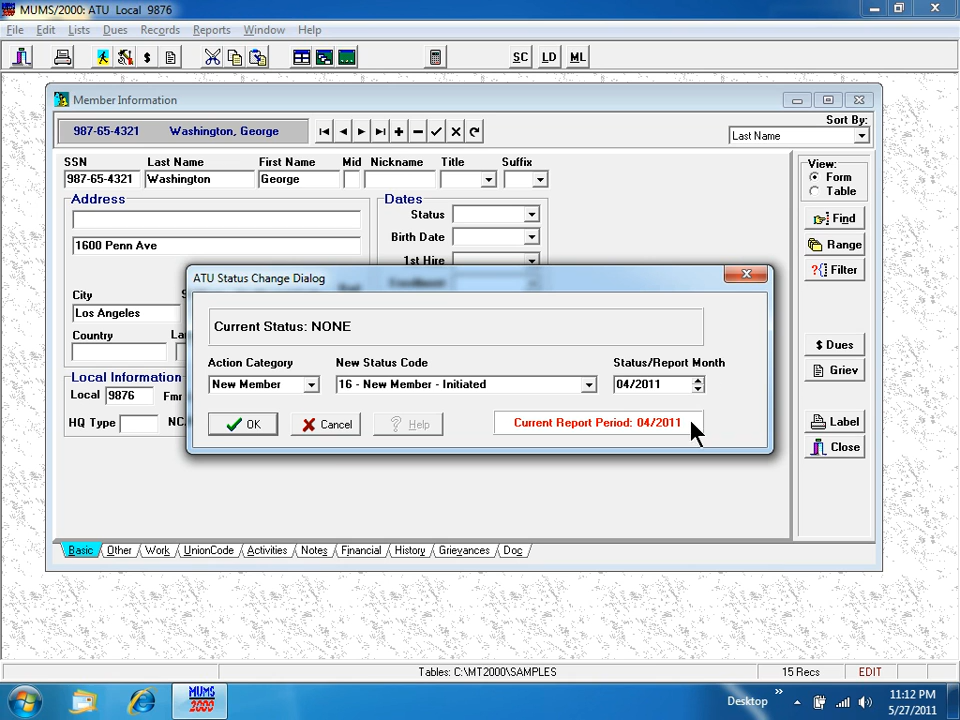 MUMS/2000: ATU Local 9876
File Edit Lists Dues Records Reports Window Help
$ SC LD ML
Member Information
987-65-4321 Washington, George
Sort By:
Last Name
SSN Last Name First Name Mid Nickname Title Suffix
987-65-4321 Washington George
View:
Form
Table
Address
1600 Penn Ave
Dates
Status
Birth Date
1st Hire
Enrollment
Find
Range
?{ Filter
$ Dues
Griev
Label
Close
City
Los Angeles
Country
Local Information
Local 9876
HQ Type
ATU Status Change Dialog
Current Status: NONE
Action Category New Status Code Status/Report Month
New Member 16 - New Member - Initiated 04/2011
OK Cancel ? Help Current Report Period: 04/2011
Basic Other Work UnionCode Activities Notes Financial History Grievances Doc
Tables: C:\MT2000\SAMPLES 15 Recs EDIT
MUMS
2000
Desktop » 11:12 PM
5/27/2011